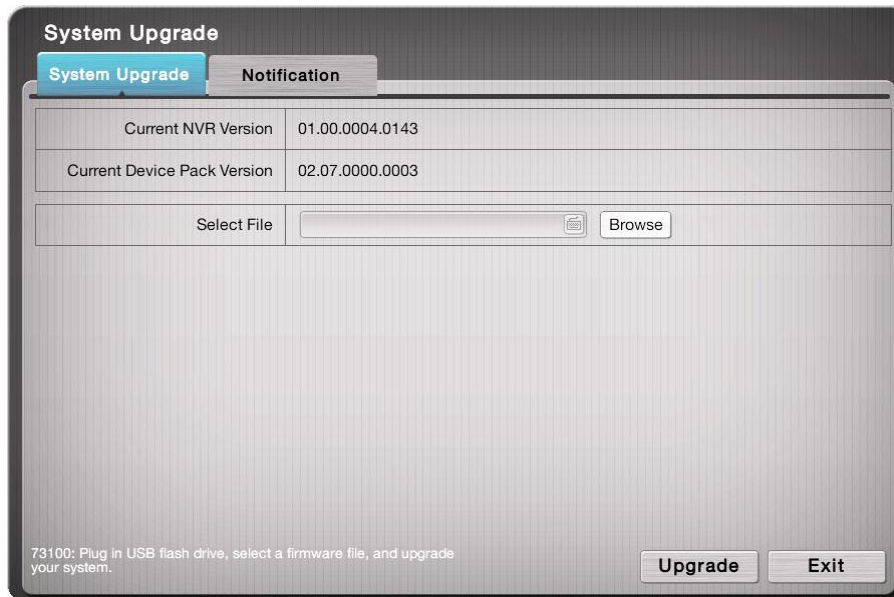 System Upgrade
System Upgrade
Notification
Current NVR Version 01.00.0004.0143
Current Device Pack Version 02.07.0000.0003
Select File Browse
73100: Plug in USB flash drive, select a firmware file, and upgrade
your system.
Upgrade Exit